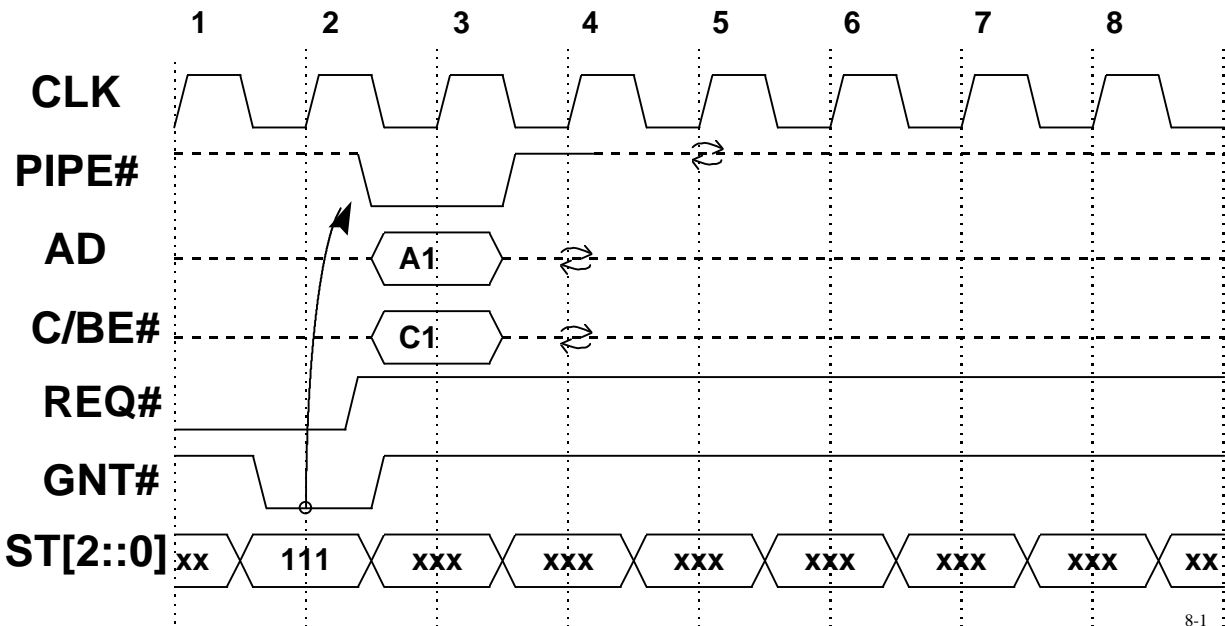 1 2 3 4 5 6 7 8
CLK
PIPE#
AD A1
C/BE# C1
REQ#
GNT#
ST[2::0] xx 111 xxx xxx xxx xxx xxx xxx xx
8-1